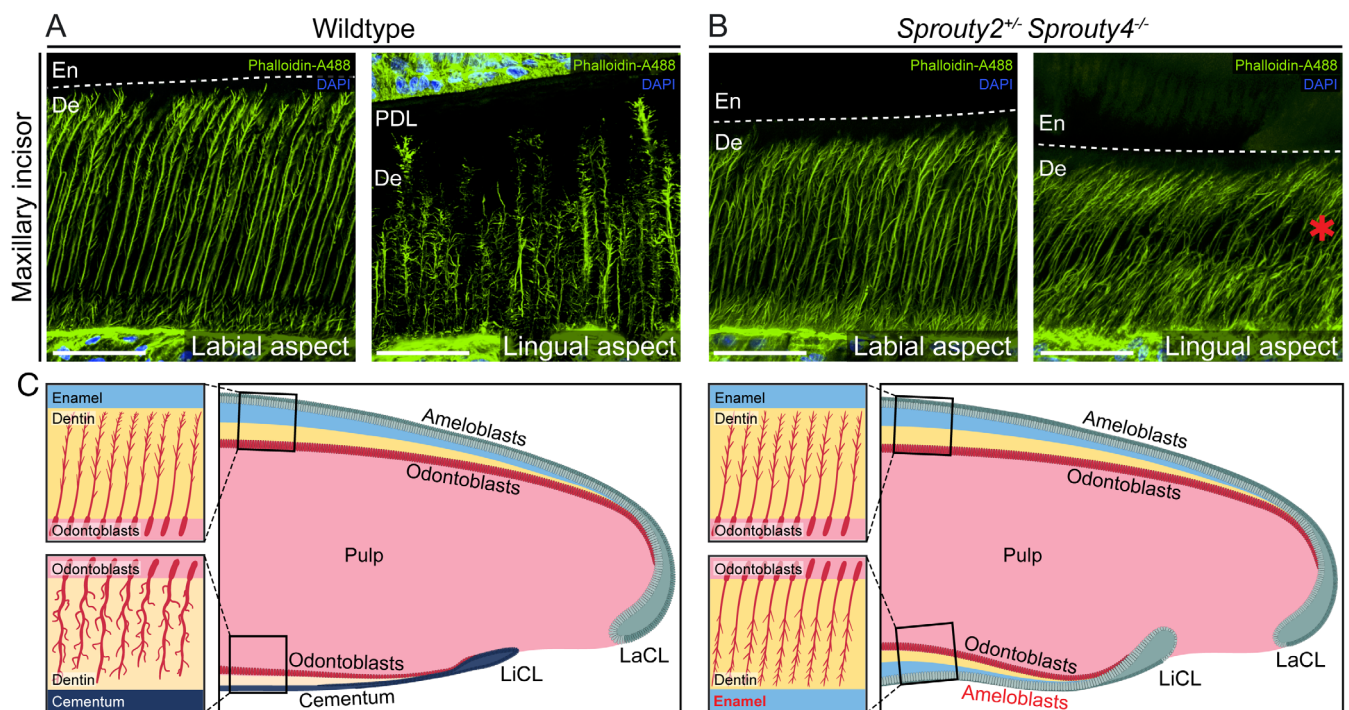 A
Wildtype
B
Sprouty2+/- Sprouty4-/-
Maxillary incisor
En
De
Phalloidin-A488
DAPI
Labial aspect
Phalloidin-A488
DAPI
PDL
De
Lingual aspect
En
De
Phalloidin-A488
DAPI
Labial aspect
Phalloidin-A488
DAPI
En
De
*
Lingual aspect
C
Enamel
Dentin
Odontoblasts
Odontoblasts
Dentin
Cementum
Ameloblasts
Odontoblasts
Pulp
Odontoblasts
Cementum
LiCL
LaCL
Enamel
Dentin
Odontoblasts
Odontoblasts
Dentin
Enamel
Ameloblasts
Odontoblasts
Pulp
Odontoblasts
Ameloblasts
LiCL
LaCL